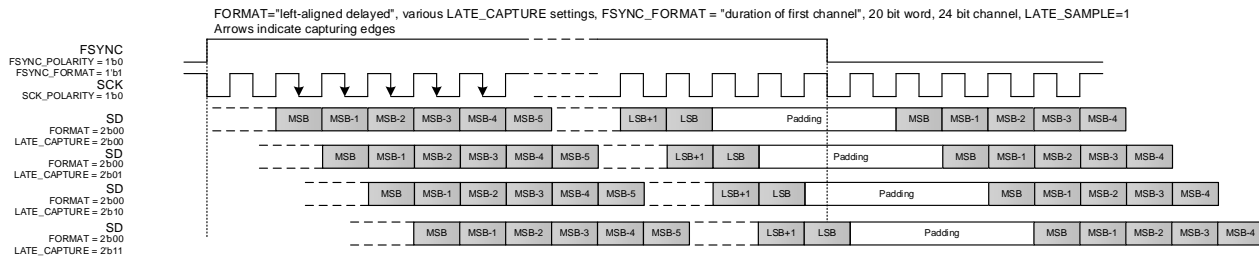 FORMAT="left-aligned delayed", various LATE_CAPTURE settings, FSYNC_FORMAT = "duration of first channel", 20 bit word, 24 bit channel, LATE_SAMPLE=1
Arrows indicate capturing edges
FSYNC
FSYNC_POLARITY = 1'b0
FSYNC_FORMAT = 1'b1
SCK
SCK_POLARITY = 1'b0
SD
FORMAT = 2'b00
LATE_CAPTURE = 2'b00
MSB MSB-1 MSB-2 MSB-3 MSB-4 MSB-5 LSB+1 LSB Padding MSB MSB-1 MSB-2 MSB-3 MSB-4
SD
FORMAT = 2'b00
LATE_CAPTURE = 2'b01
MSB MSB-1 MSB-2 MSB-3 MSB-4 MSB-5 LSB+1 LSB Padding MSB MSB-1 MSB-2 MSB-3 MSB-4
SD
FORMAT = 2'b00
LATE_CAPTURE = 2'b10
MSB MSB-1 MSB-2 MSB-3 MSB-4 MSB-5 LSB+1 LSB Padding MSB MSB-1 MSB-2 MSB-3 MSB-4
SD
FORMAT = 2'b00
LATE_CAPTURE = 2'b11
MSB MSB-1 MSB-2 MSB-3 MSB-4 MSB-5 LSB+1 LSB Padding MSB MSB-1 MSB-2 MSB-3 MSB-4